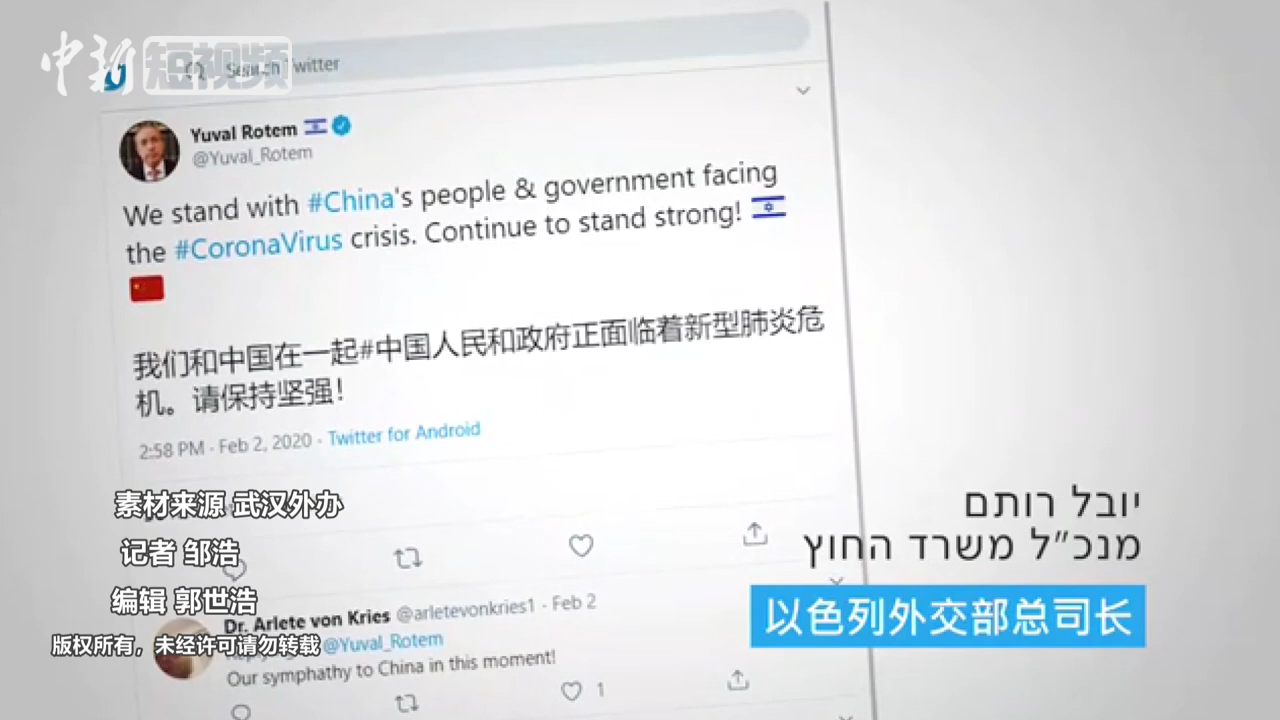 中新 短视频
Search Twitter
Yuval Rotem
@Yuval_Rotem
We stand with #China's people & government facing
the #CoronaVirus crisis. Continue to stand strong!
我们和中国在一起#中国人民和政府正面临着新型肺炎危
机。请保持坚强！
2:58 PM · Feb 2, 2020 · Twitter for Android
素材来源 武汉外办
记者 邹浩
编辑 郭世浩
版权所有，未经许可请勿转载
יובל רותם
מנכ״ל משרד החוץ
以色列外交部总司长
Dr. Arlete von Kries @arletevonkries1 · Feb 2
@Yuval_Rotem
Our symphathy to China in this moment!
1